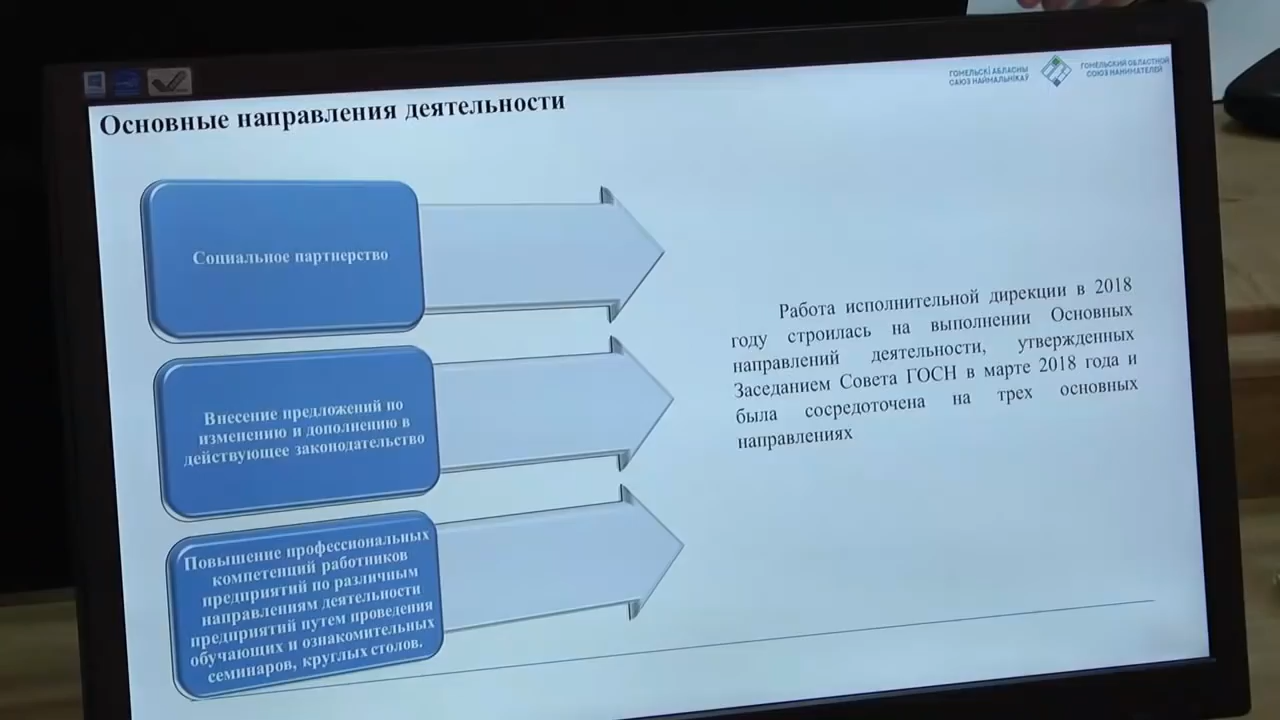 Основные направления деятельности
ГОМЕЛЬСКІ АБЛАСНЫ
САЮЗ НАЙМАЛЬНІКАЎ
ГОМЕЛЬСКИЙ ОБЛАСТНОЙ
СОЮЗ НАНИМАТЕЛЕЙ
Социальное партнерство
Внесение предложений по
изменению и дополнению в
действующее законодательство
Повышение профессиональных
компетенций работников
предприятий по различным
направлениям деятельности
предприятий путем проведения
обучающих и ознакомительных
семинаров, круглых столов.
Работа исполнительной дирекции в 2018
году строилась на выполнении Основных
направлений деятельности, утвержденных
Заседанием Совета ГОСН в марте 2018 года и
была сосредоточена на трех основных
направлениях